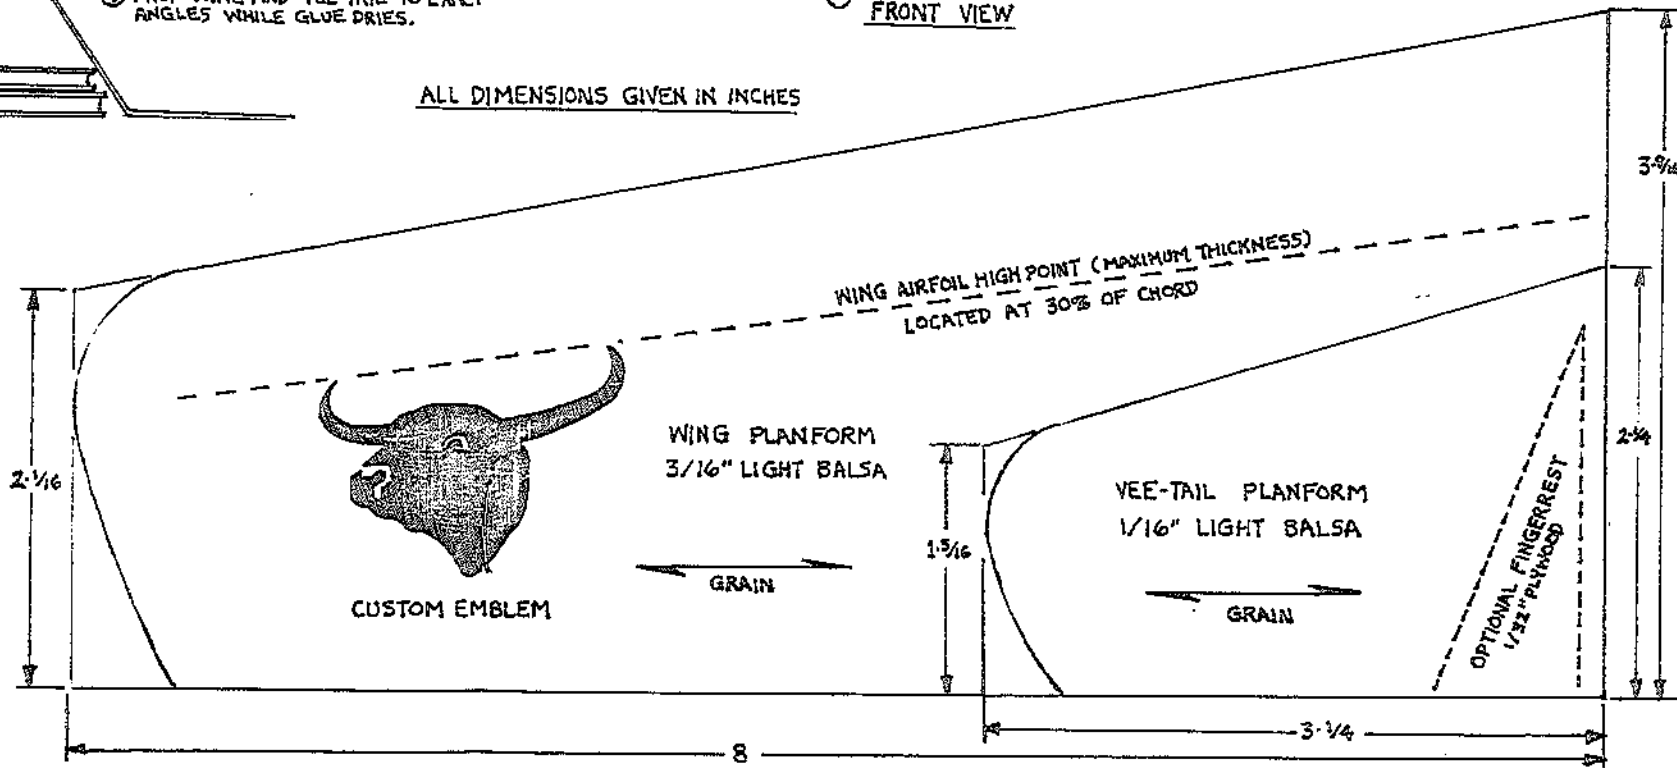 ANGLES WHILE GLUE DRIES.
FRONT VIEW
ALL DIMENSIONS GIVEN IN INCHES
WING AIRFOIL HIGH POINT (MAXIMUM THICKNESS)
LOCATED AT 30% OF CHORD
2-1/16
WING PLANFORM
3/16" LIGHT BALSA
GRAIN
CUSTOM EMBLEM
1-5/16
VEE-TAIL PLANFORM
1/16" LIGHT BALSA
GRAIN
OPTIONAL FINGERREST
1/32" PLYWOOD
2-1/4
3-9/16
3-1/4
8